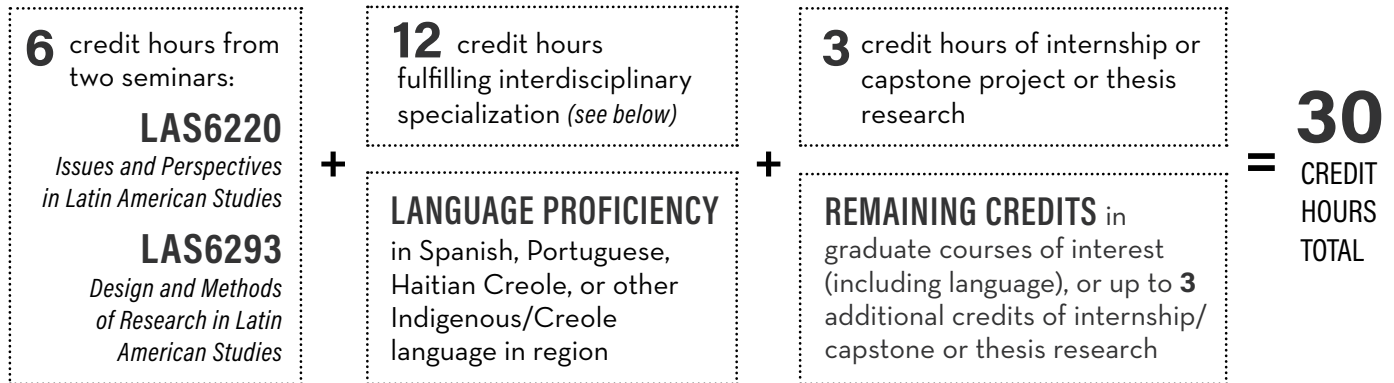 6 credit hours from
two seminars:
LAS6220
Issues and Perspectives
in Latin American Studies
LAS6293
Design and Methods
of Research in Latin
American Studies
+
12 credit hours
fulfilling interdisciplinary
specialization (see below)
LANGUAGE PROFICIENCY
in Spanish, Portuguese,
Haitian Creole, or other
Indigenous/Creole
language in region
+
3 credit hours of internship or
capstone project or thesis
research
REMAINING CREDITS in
graduate courses of interest
(including language), or up to 3
additional credits of internship/
capstone or thesis research
=
30
CREDIT
HOURS
TOTAL